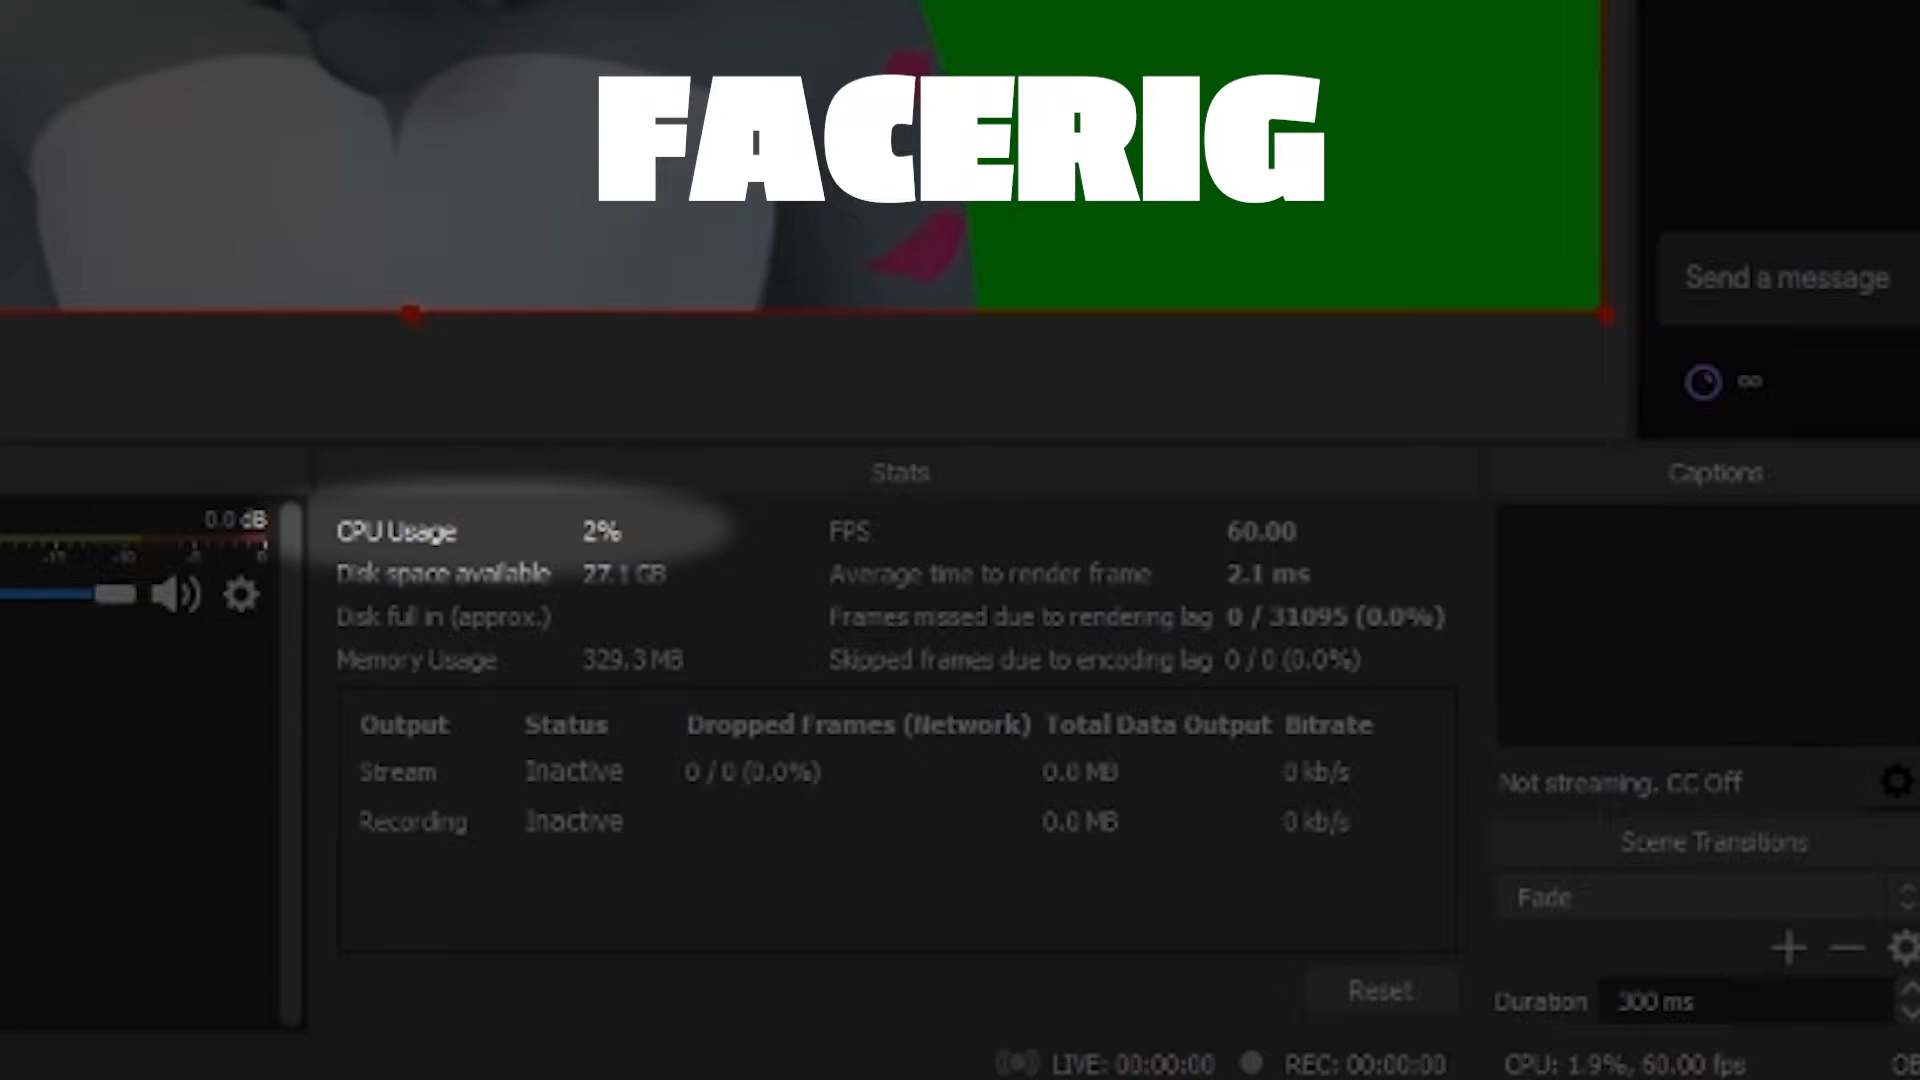 FACERIG
Send a message
∞
Stats
Captions
0.0 dB
CPU Usage 2% FPS 60.00
Disk space available 27.1 GB Average time to render frame 2.1 ms
Disk full in (approx.) Frames missed due to rendering lag 0 / 31095 (0.0%)
Memory Usage 329.3 MB Skipped frames due to encoding lag 0 / 0 (0.0%)
Output Status Dropped Frames (Network) Total Data Output Bitrate
Stream Inactive 0 / 0 (0.0%) 0.0 MB 0 kb/s
Recording Inactive 0.0 MB 0 kb/s
Not streaming. CC Off
Scene Transitions
Fade
Reset
Duration 300 ms
LIVE: 00:00:00 REC: 00:00:00 CPU: 1.9%, 60.00 fps